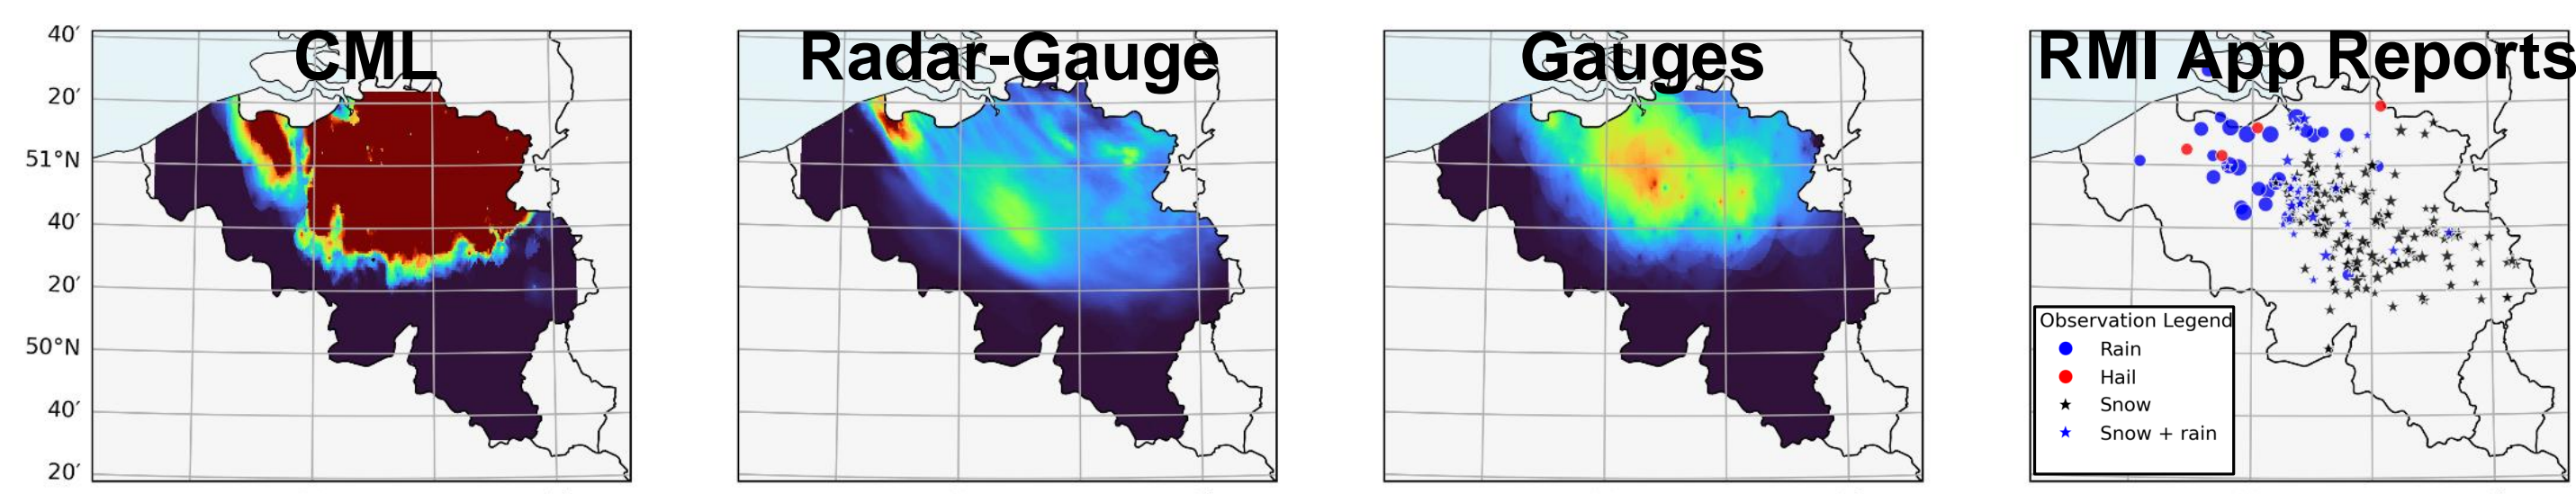 CML
Radar-Gauge
Gauges
RMI App Reports
40′
20′
51°N
40′
20′
50°N
40′
20′
Observation Legend
Rain
Hail
Snow
Snow + rain